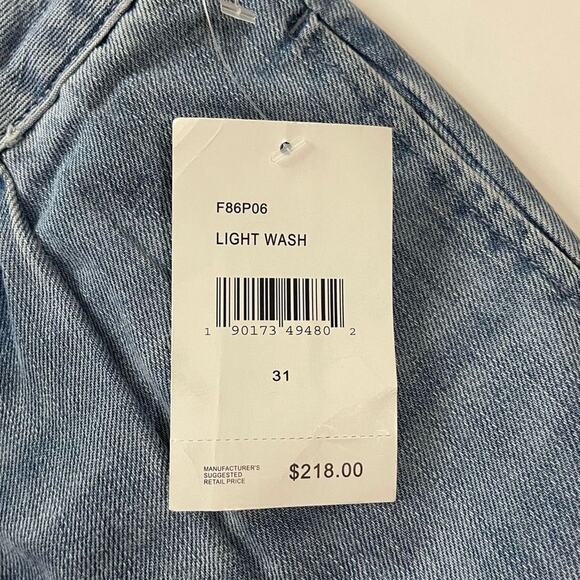 F86P06
LIGHT WASH
1 90173 49480 2
31
MANUFACTURER'S
SUGGESTED
RETAIL PRICE
$218.00